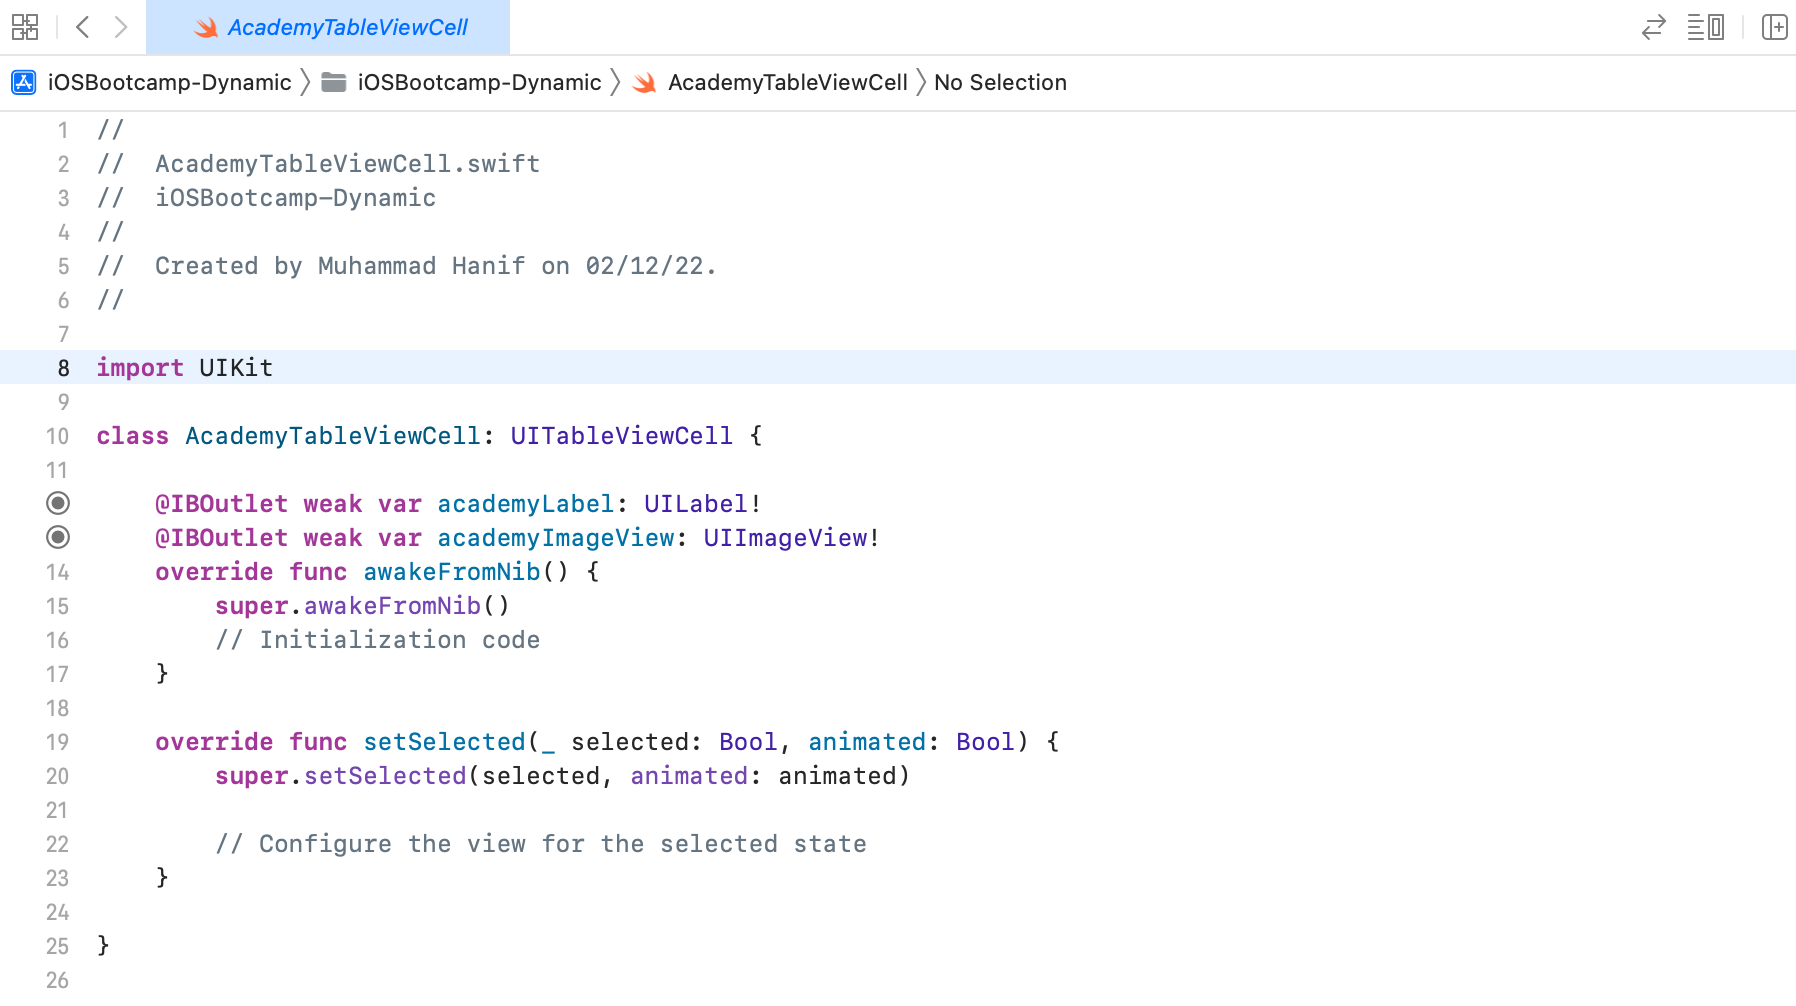 AcademyTableViewCell
iOSBootcamp-Dynamic iOSBootcamp-Dynamic AcademyTableViewCell No Selection
1 //
2 //  AcademyTableViewCell.swift
3 //  iOSBootcamp-Dynamic
4 //
5 //  Created by Muhammad Hanif on 02/12/22.
6 //
7
8 import UIKit
9
10 class AcademyTableViewCell: UITableViewCell {
11
@IBOutlet weak var academyLabel: UILabel!
@IBOutlet weak var academyImageView: UIImageView!
14     override func awakeFromNib() {
15         super.awakeFromNib()
16         // Initialization code
17     }
18
19     override func setSelected(_ selected: Bool, animated: Bool) {
20         super.setSelected(selected, animated: animated)
21
22         // Configure the view for the selected state
23     }
24
25 }
26